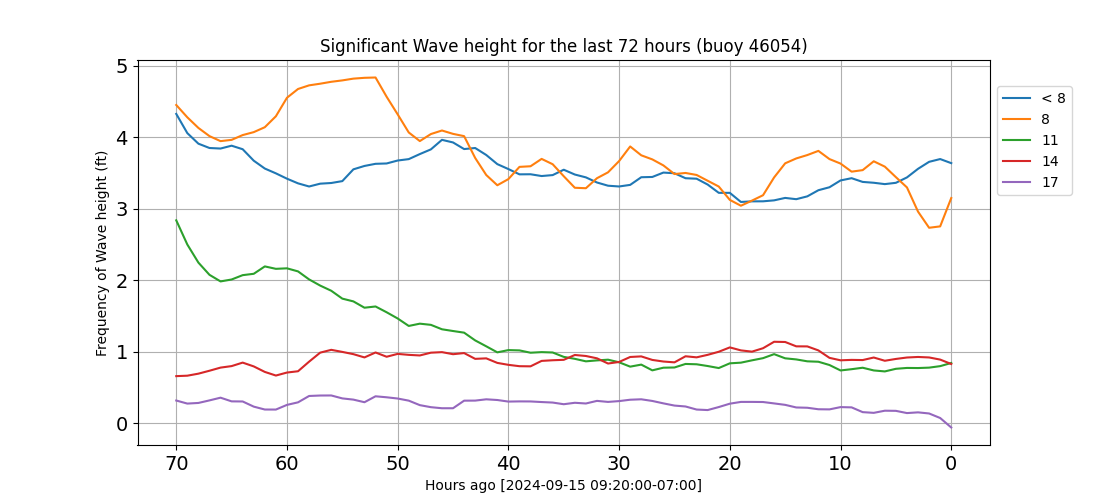 Significant Wave height for the last 72 hours (buoy 46054)
Frequency of Wave height (ft)
5
4
3
2
1
0
70 60 50 40 30 20 10 0
Hours ago [2024-09-15 09:20:00-07:00]
< 8
8
11
14
17